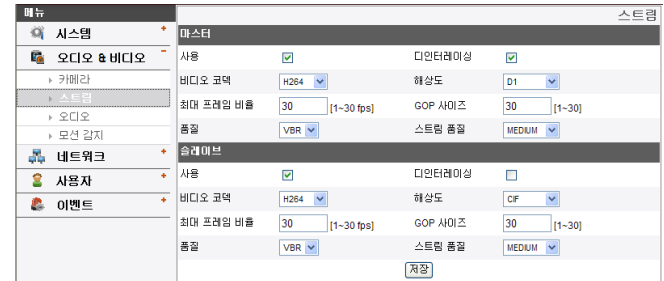 메뉴
스트림
시스템 +
오디오 & 비디오 -
카메라
스트림
오디오
모션 감지
네트워크 +
사용자 +
이벤트 +
마스터
사용 디인터레이싱
비디오 코덱 H264 해상도 D1
최대 프레임 비율 30 [1~30 fps] GOP 사이즈 30 [1~30]
품질 VBR 스트림 품질 MEDIUM
슬레이브
사용 디인터레이싱
비디오 코덱 H264 해상도 CIF
최대 프레임 비율 30 [1~30 fps] GOP 사이즈 30 [1~30]
품질 VBR 스트림 품질 MEDIUM
저장